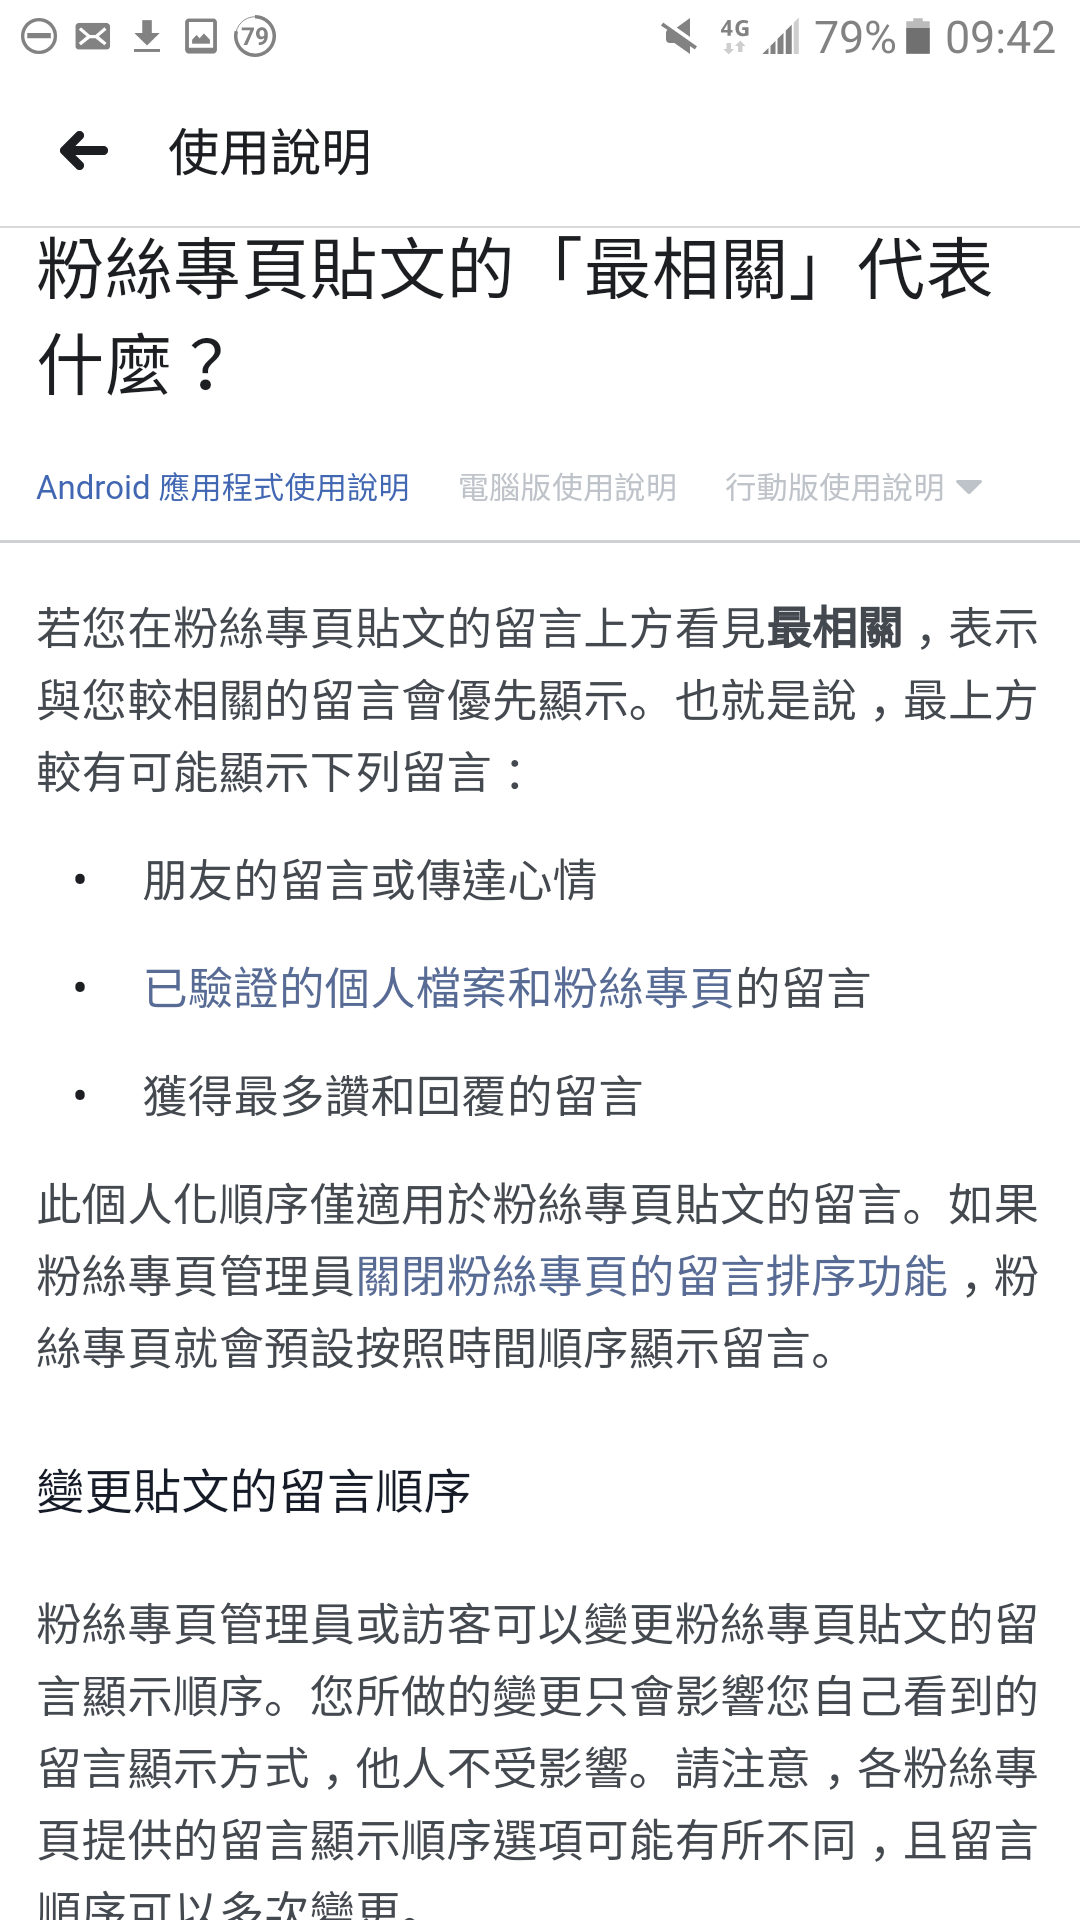 79 4G 79% 09:42
使用說明
粉絲專頁貼文的「最相關」代表
什麼？
Android 應用程式使用說明 電腦版使用說明 行動版使用說明
若您在粉絲專頁貼文的留言上方看見最相關，表示
與您較相關的留言會優先顯示。也就是說，最上方
較有可能顯示下列留言：
• 朋友的留言或傳達心情
• 已驗證的個人檔案和粉絲專頁的留言
• 獲得最多讚和回覆的留言
此個人化順序僅適用於粉絲專頁貼文的留言。如果
粉絲專頁管理員關閉粉絲專頁的留言排序功能，粉
絲專頁就會預設按照時間順序顯示留言。
變更貼文的留言順序
粉絲專頁管理員或訪客可以變更粉絲專頁貼文的留
言顯示順序。您所做的變更只會影響您自己看到的
留言顯示方式，他人不受影響。請注意，各粉絲專
頁提供的留言顯示順序選項可能有所不同，且留言
順序可以多次變更。